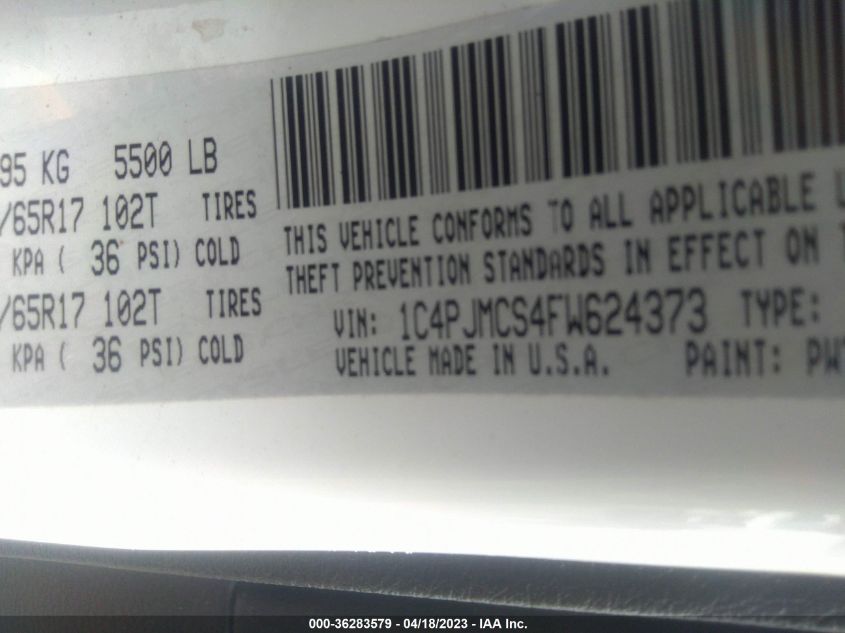 95 KG 5500 LB
/65R17 102T TIRES
KPA ( 36 PSI) COLD
/65R17 102T TIRES
KPA ( 36 PSI) COLD
THIS VEHICLE CONFORMS TO ALL APPLICABLE
THEFT PREVENTION STANDARDS IN EFFECT ON
VIN: 1C4PJMCS4FW624373 TYPE:
VEHICLE MADE IN U.S.A. PAINT: PW
000-36283579 - 04/18/2023 - IAA Inc.